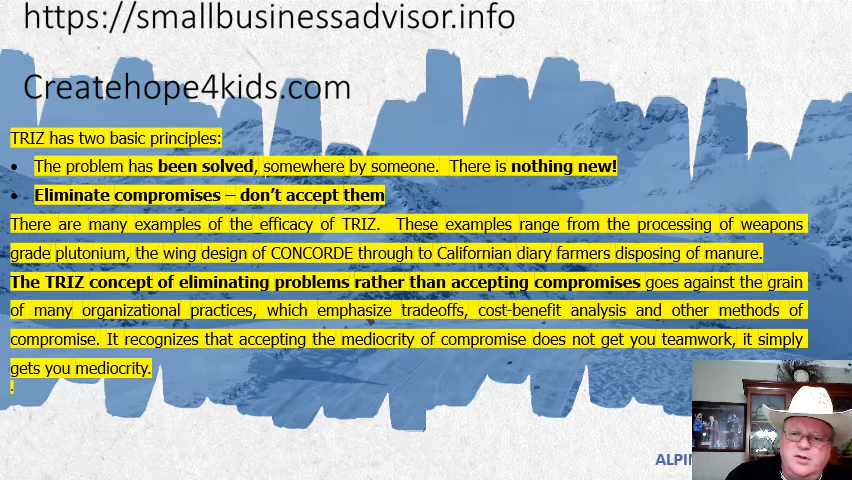 https://smallbusinessadvisor.info
Createhope4kids.com
TRIZ has two basic principles:
• The problem has been solved, somewhere by someone. There is nothing new!
• Eliminate compromises – don't accept them
There are many examples of the efficacy of TRIZ. These examples range from the processing of weapons
grade plutonium, the wing design of CONCORDE through to Californian diary farmers disposing of manure.
The TRIZ concept of eliminating problems rather than accepting compromises goes against the grain
of many organizational practices, which emphasize tradeoffs, cost-benefit analysis and other methods of
compromise. It recognizes that accepting the mediocrity of compromise does not get you teamwork, it simply
gets you mediocrity.